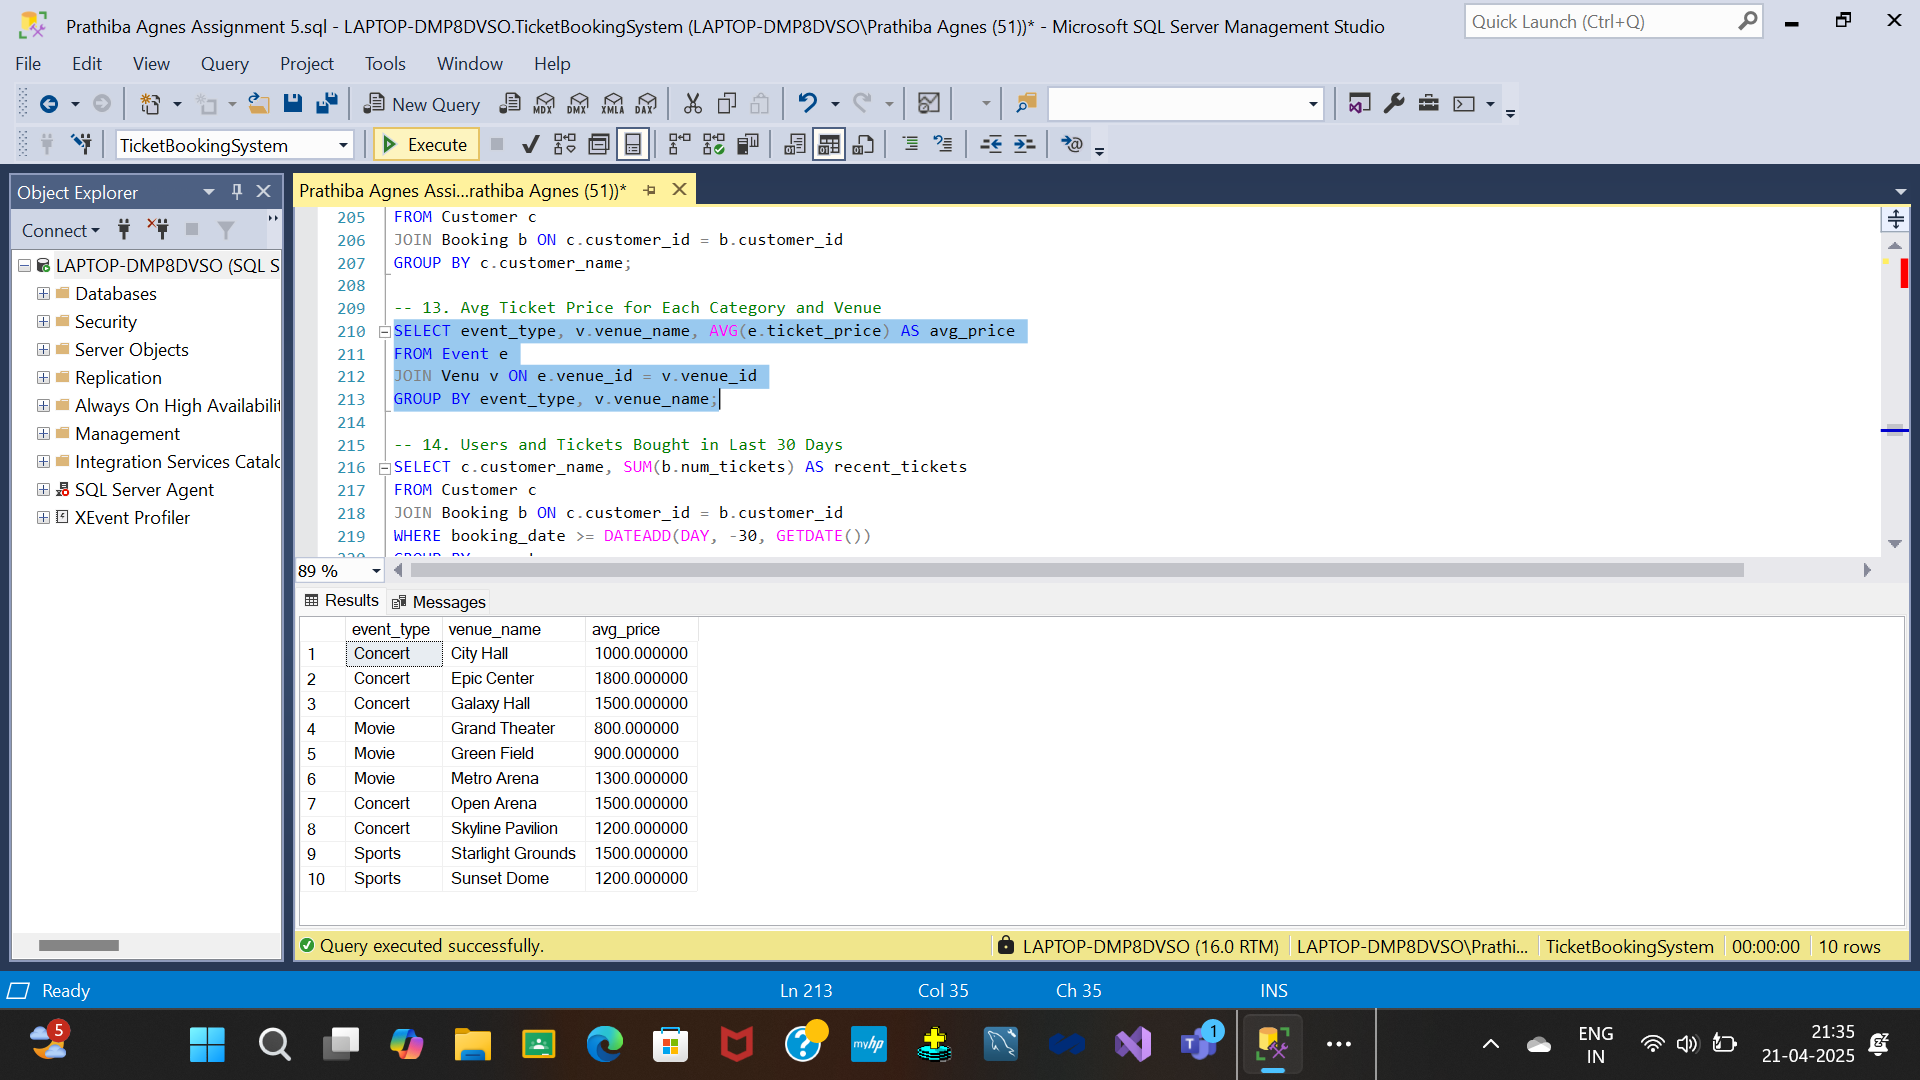 Prathiba Agnes Assignment 5.sql - LAPTOP-DMP8DVSO.TicketBookingSystem (LAPTOP-DMP8DVSO\Prathiba Agnes (51))* - Microsoft SQL Server Management Studio
Quick Launch (Ctrl+Q)
File Edit View Query Project Tools Window Help
New Query MDX DMX XMLA DAX
TicketBookingSystem Execute
Object Explorer
Connect
LAPTOP-DMP8DVSO (SQL S
Databases
Security
Server Objects
Replication
Always On High Availabilit
Management
Integration Services Catalo
SQL Server Agent
XEvent Profiler
Prathiba Agnes Assi...rathiba Agnes (51))*
205 FROM Customer c
206 JOIN Booking b ON c.customer_id = b.customer_id
207 GROUP BY c.customer_name;
208
209 -- 13. Avg Ticket Price for Each Category and Venue
210 SELECT event_type, v.venue_name, AVG(e.ticket_price) AS avg_price
211 FROM Event e
212 JOIN Venu v ON e.venue_id = v.venue_id
213 GROUP BY event_type, v.venue_name;
214
215 -- 14. Users and Tickets Bought in Last 30 Days
216 SELECT c.customer_name, SUM(b.num_tickets) AS recent_tickets
217 FROM Customer c
218 JOIN Booking b ON c.customer_id = b.customer_id
219 WHERE booking_date >= DATEADD(DAY, -30, GETDATE())
89 %
Results Messages
event_type venue_name avg_price
1 Concert City Hall 1000.000000
2 Concert Epic Center 1800.000000
3 Concert Galaxy Hall 1500.000000
4 Movie Grand Theater 800.000000
5 Movie Green Field 900.000000
6 Movie Metro Arena 1300.000000
7 Concert Open Arena 1500.000000
8 Concert Skyline Pavilion 1200.000000
9 Sports Starlight Grounds 1500.000000
10 Sports Sunset Dome 1200.000000
Query executed successfully. LAPTOP-DMP8DVSO (16.0 RTM) LAPTOP-DMP8DVSO\Prathi... TicketBookingSystem 00:00:00 10 rows
Ready Ln 213 Col 35 Ch 35 INS
5
myhp
1
ENG
IN
21:35
21-04-2025